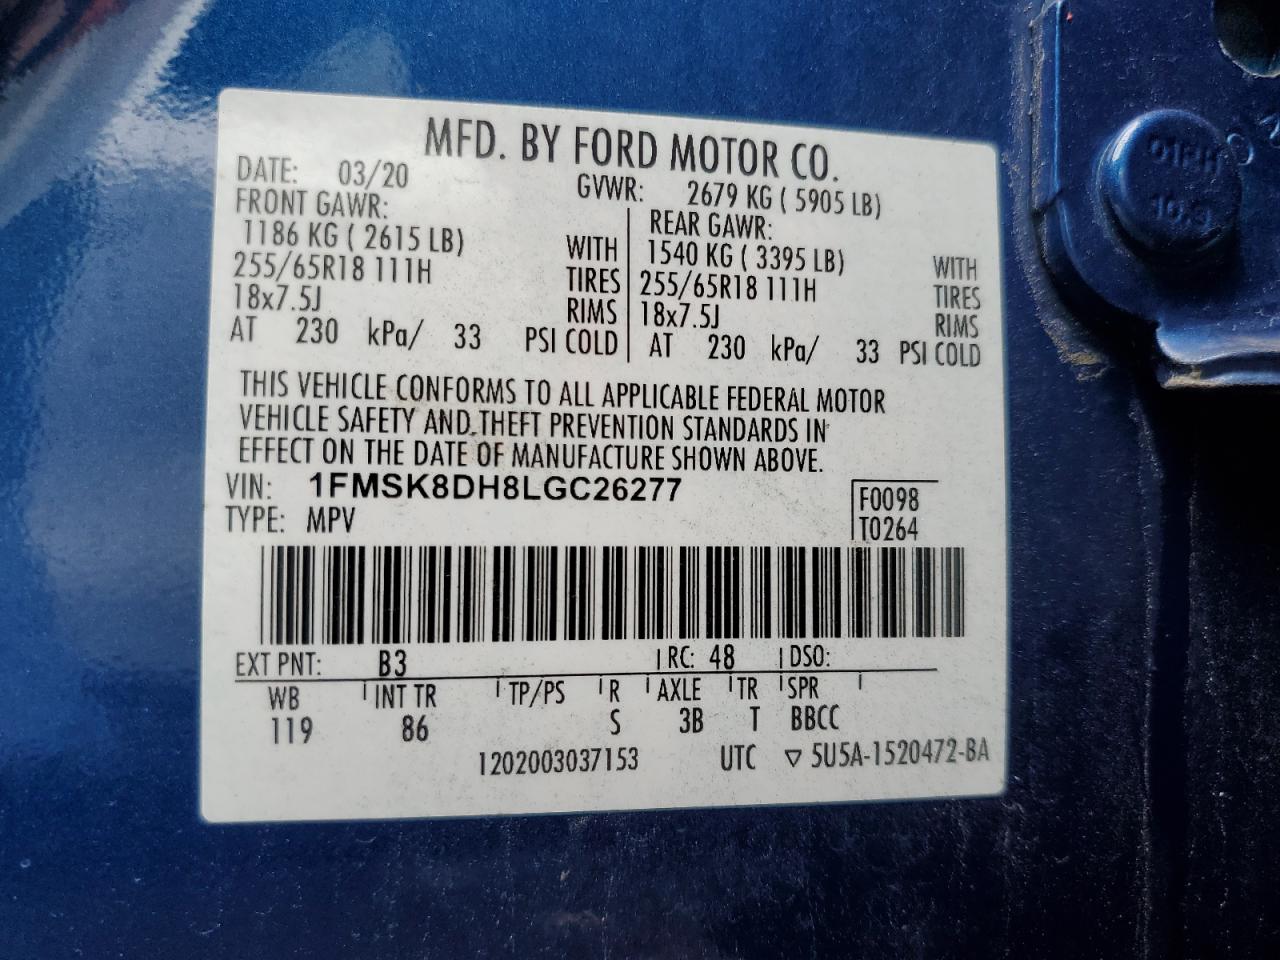 MFD. BY FORD MOTOR CO.
DATE: 03/20 GVWR: 2679 KG ( 5905 LB)
FRONT GAWR: REAR GAWR:
1186 KG ( 2615 LB) WITH 1540 KG ( 3395 LB) WITH
255/65R18 111H TIRES 255/65R18 111H TIRES
18x7.5J RIMS 18x7.5J RIMS
AT 230 kPa/ 33 PSI COLD AT 230 kPa/ 33 PSI COLD
THIS VEHICLE CONFORMS TO ALL APPLICABLE FEDERAL MOTOR
VEHICLE SAFETY AND THEFT PREVENTION STANDARDS IN
EFFECT ON THE DATE OF MANUFACTURE SHOWN ABOVE.
VIN: 1FMSK8DH8LGC26277 F0098
TYPE: MPV T0264
EXT PNT: B3 RC: 48 DSO:
WB INT TR TP/PS R AXLE TR SPR
119 86 S 3B T BBCC
1202003037153 UTC ▽ 5U5A-1520472-BA
10.9